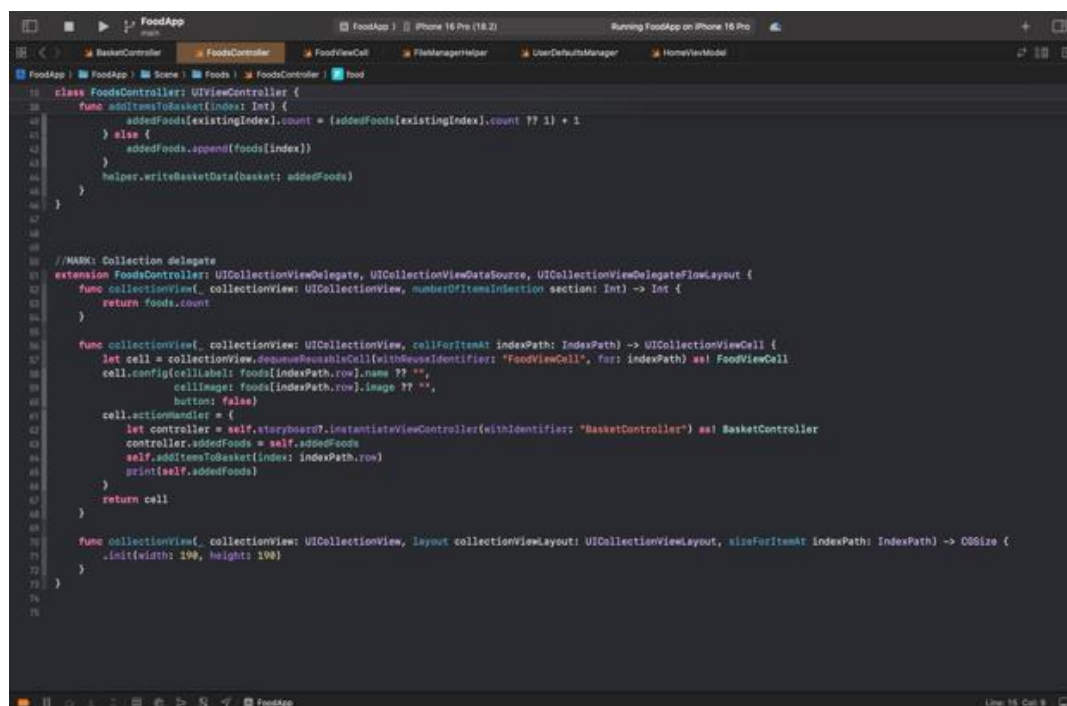 FoodApp
main
FoodApp ⟩ iPhone 16 Pro (18.2)
Running FoodApp on iPhone 16 Pro
BasketController
FoodsController
FoodViewCell
FileManagerHelper
UserDefaultsManager
HomeViewModel
FoodApp ⟩ FoodApp ⟩ Scene ⟩ Foods ⟩ FoodsController ⟩ food
class FoodsController: UIViewController {
func addItemsToBasket(index: Int) {
addedFoods[existingIndex].count = (addedFoods[existingIndex].count ?? 1) + 1
} else {
addedFoods.append(foods[index])
}
helper.writeBasketData(basket: addedFoods)
}
}
//MARK: Collection delegate
extension FoodsController: UICollectionViewDelegate, UICollectionViewDataSource, UICollectionViewDelegateFlowLayout {
func collectionView(_ collectionView: UICollectionView, numberOfItemsInSection section: Int) -> Int {
return foods.count
}
func collectionView(_ collectionView: UICollectionView, cellForItemAt indexPath: IndexPath) -> UICollectionViewCell {
let cell = collectionView.dequeueReusableCell(withReuseIdentifier: "FoodViewCell", for: indexPath) as! FoodViewCell
cell.config(cellLabel: foods[indexPath.row].name ?? "",
cellImage: foods[indexPath.row].image ?? "",
button: false)
cell.actionHandler = {
let controller = self.storyboard?.instantiateViewController(withIdentifier: "BasketController") as! BasketController
controller.addedFoods = self.addedFoods
self.addItemsToBasket(index: indexPath.row)
print(self.addedFoods)
}
return cell
}
func collectionView(_ collectionView: UICollectionView, layout collectionViewLayout: UICollectionViewLayout, sizeForItemAt indexPath: IndexPath) -> CGSize {
.init(width: 190, height: 190)
}
}
FoodApp
Line: 15 Col: 9